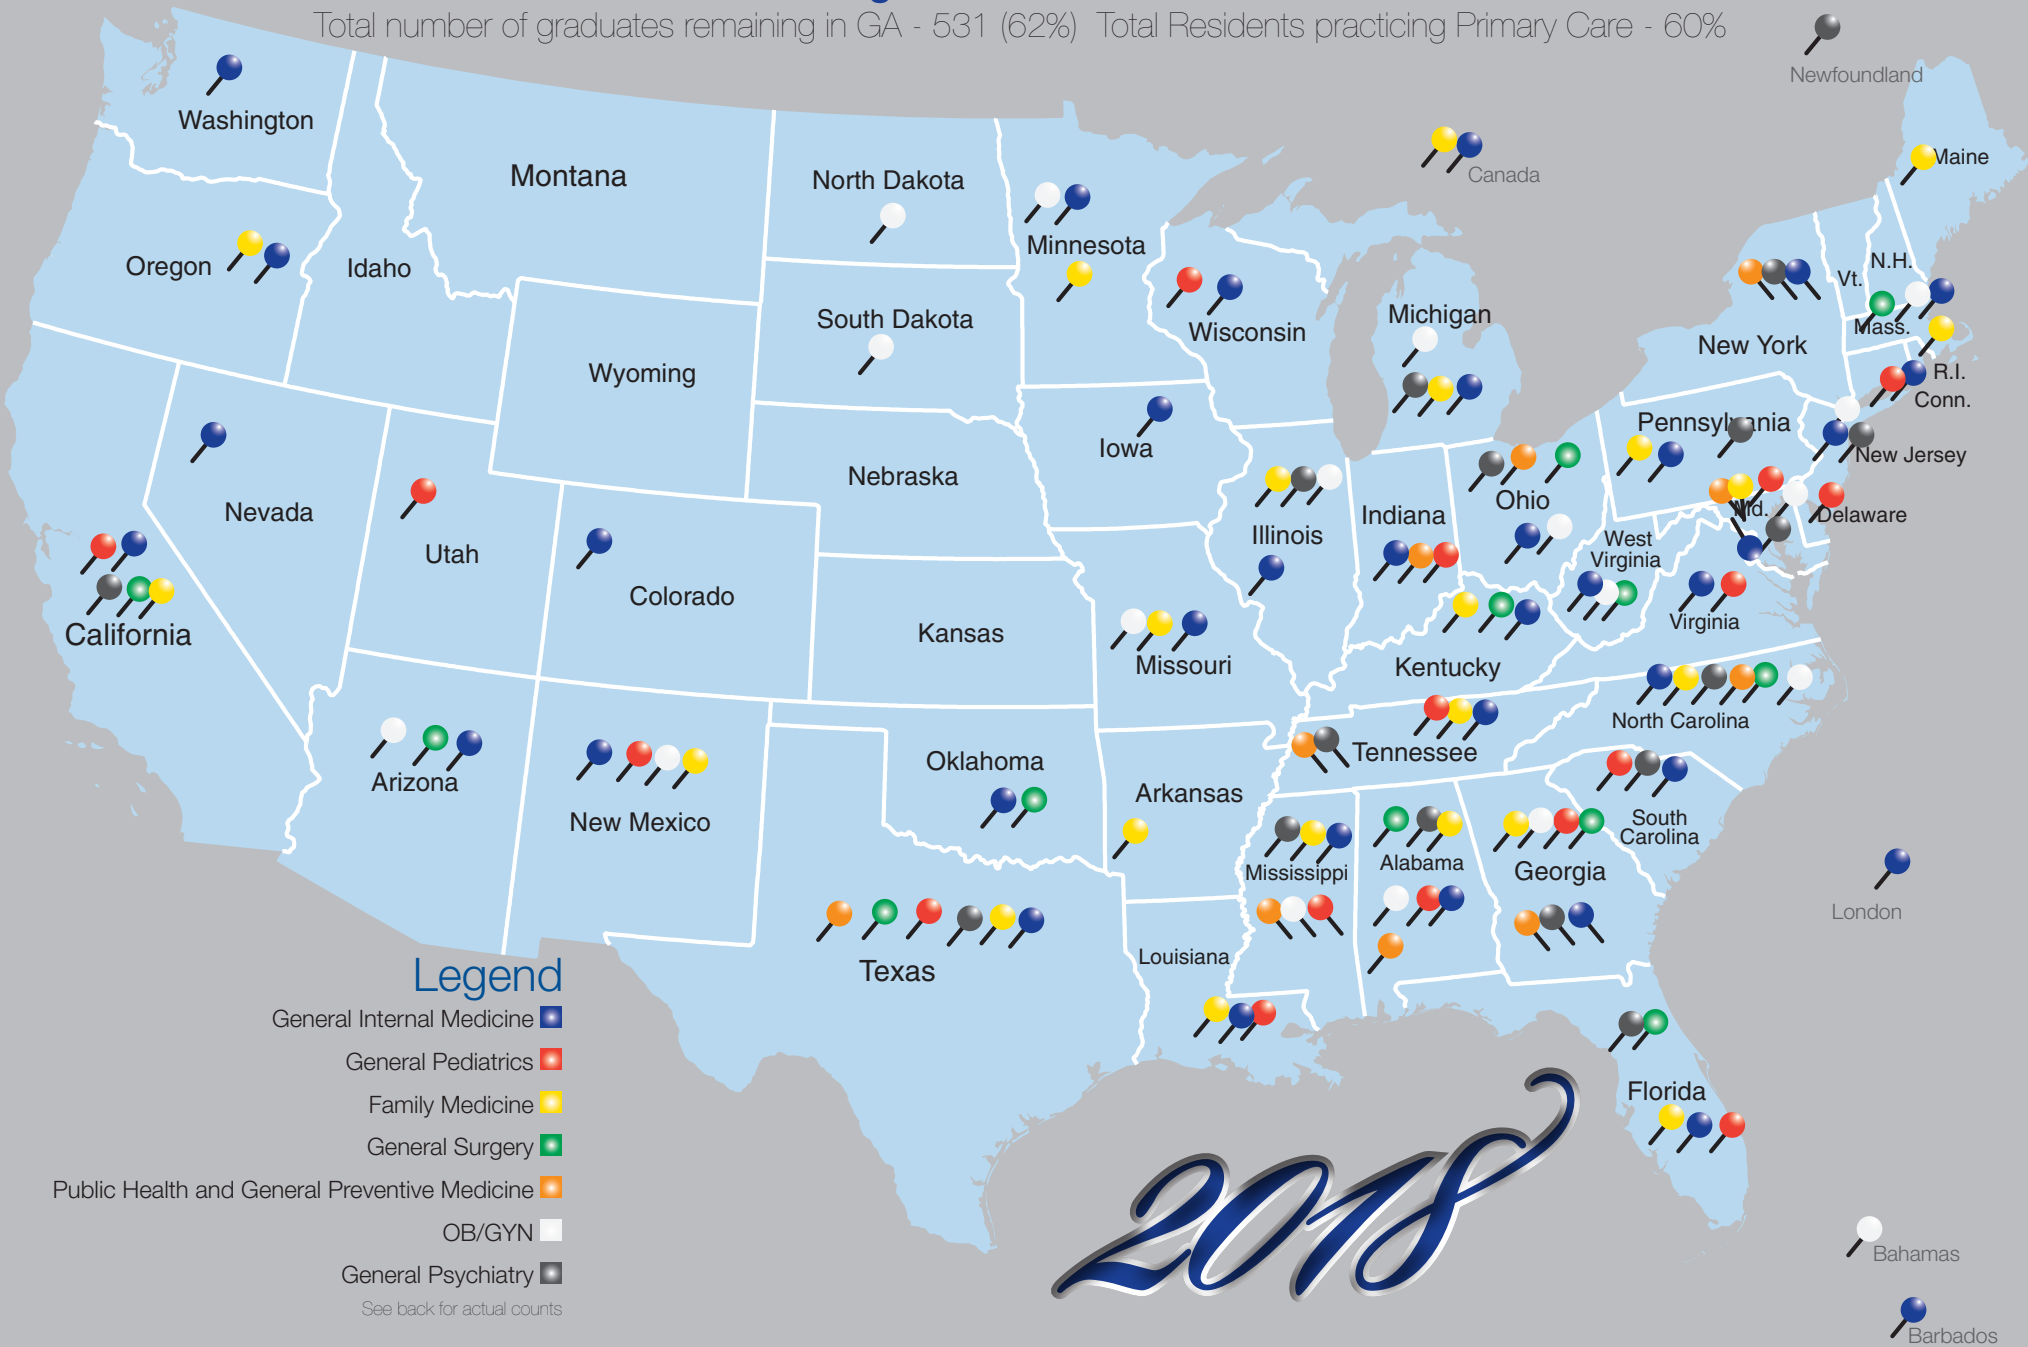 Total number of graduates remaining in GA - 531 (62%) Total Residents practicing Primary Care - 60%
Newfoundland
Washington
Montana
North Dakota
Canada
Maine
Minnesota
Oregon
Idaho
N.H.
Vt.
South Dakota
Wisconsin
Michigan
Mass.
New York
Wyoming
R.I.
Conn.
Pennsylvania
Iowa
New Jersey
Nebraska
Nevada
Illinois
Indiana
Ohio
Md.
Delaware
Utah
West
Virginia
Colorado
California
Kansas
Missouri
Kentucky
Virginia
North Carolina
Arizona
New Mexico
Oklahoma
Arkansas
Tennessee
South
Carolina
Mississippi
Alabama
Georgia
London
Texas
Louisiana
Florida
Legend
General Internal Medicine
General Pediatrics
Family Medicine
General Surgery
Public Health and General Preventive Medicine
OB/GYN
General Psychiatry
See back for actual counts
2018
Bahamas
Barbados